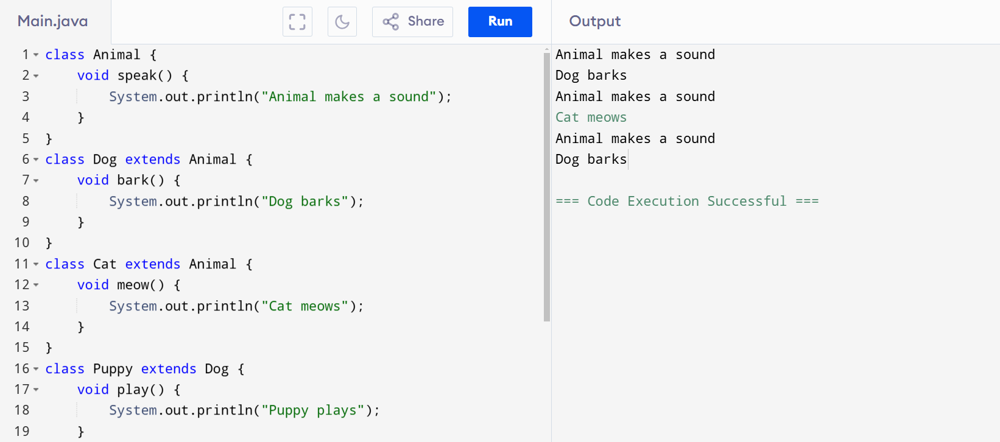 Main.java
Share
Run
Output
1 class Animal {
2 void speak() {
3 System.out.println("Animal makes a sound");
4 }
5 }
6 class Dog extends Animal {
7 void bark() {
8 System.out.println("Dog barks");
9 }
10 }
11 class Cat extends Animal {
12 void meow() {
13 System.out.println("Cat meows");
14 }
15 }
16 class Puppy extends Dog {
17 void play() {
18 System.out.println("Puppy plays");
19 }
Animal makes a sound
Dog barks
Animal makes a sound
Cat meows
Animal makes a sound
Dog barks
=== Code Execution Successful ===